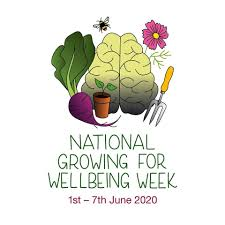 NATIONAL
GROWING FOR
WELLBEING WEEK
1st – 7th June 2020